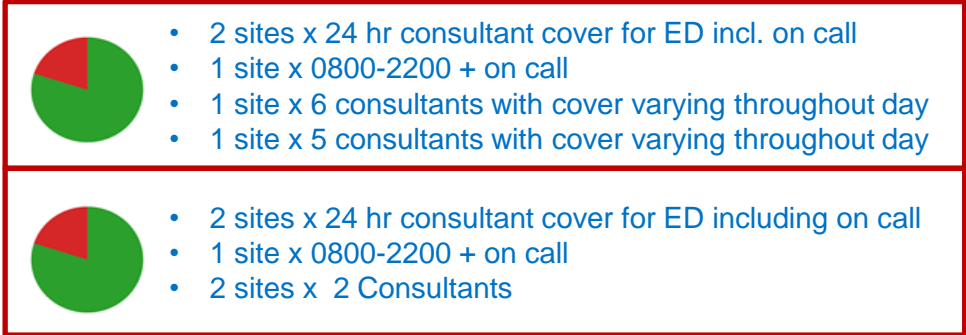 • 2 sites x 24 hr consultant cover for ED incl. on call
• 1 site x 0800-2200 + on call
• 1 site x 6 consultants with cover varying throughout day
• 1 site x 5 consultants with cover varying throughout day
• 2 sites x 24 hr consultant cover for ED including on call
• 1 site x 0800-2200 + on call
• 2 sites x  2 Consultants